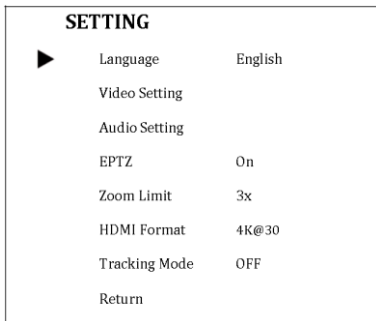 SETTING
Language English
Video Setting
Audio Setting
EPTZ On
Zoom Limit 3x
HDMI Format 4K@30
Tracking Mode OFF
Return